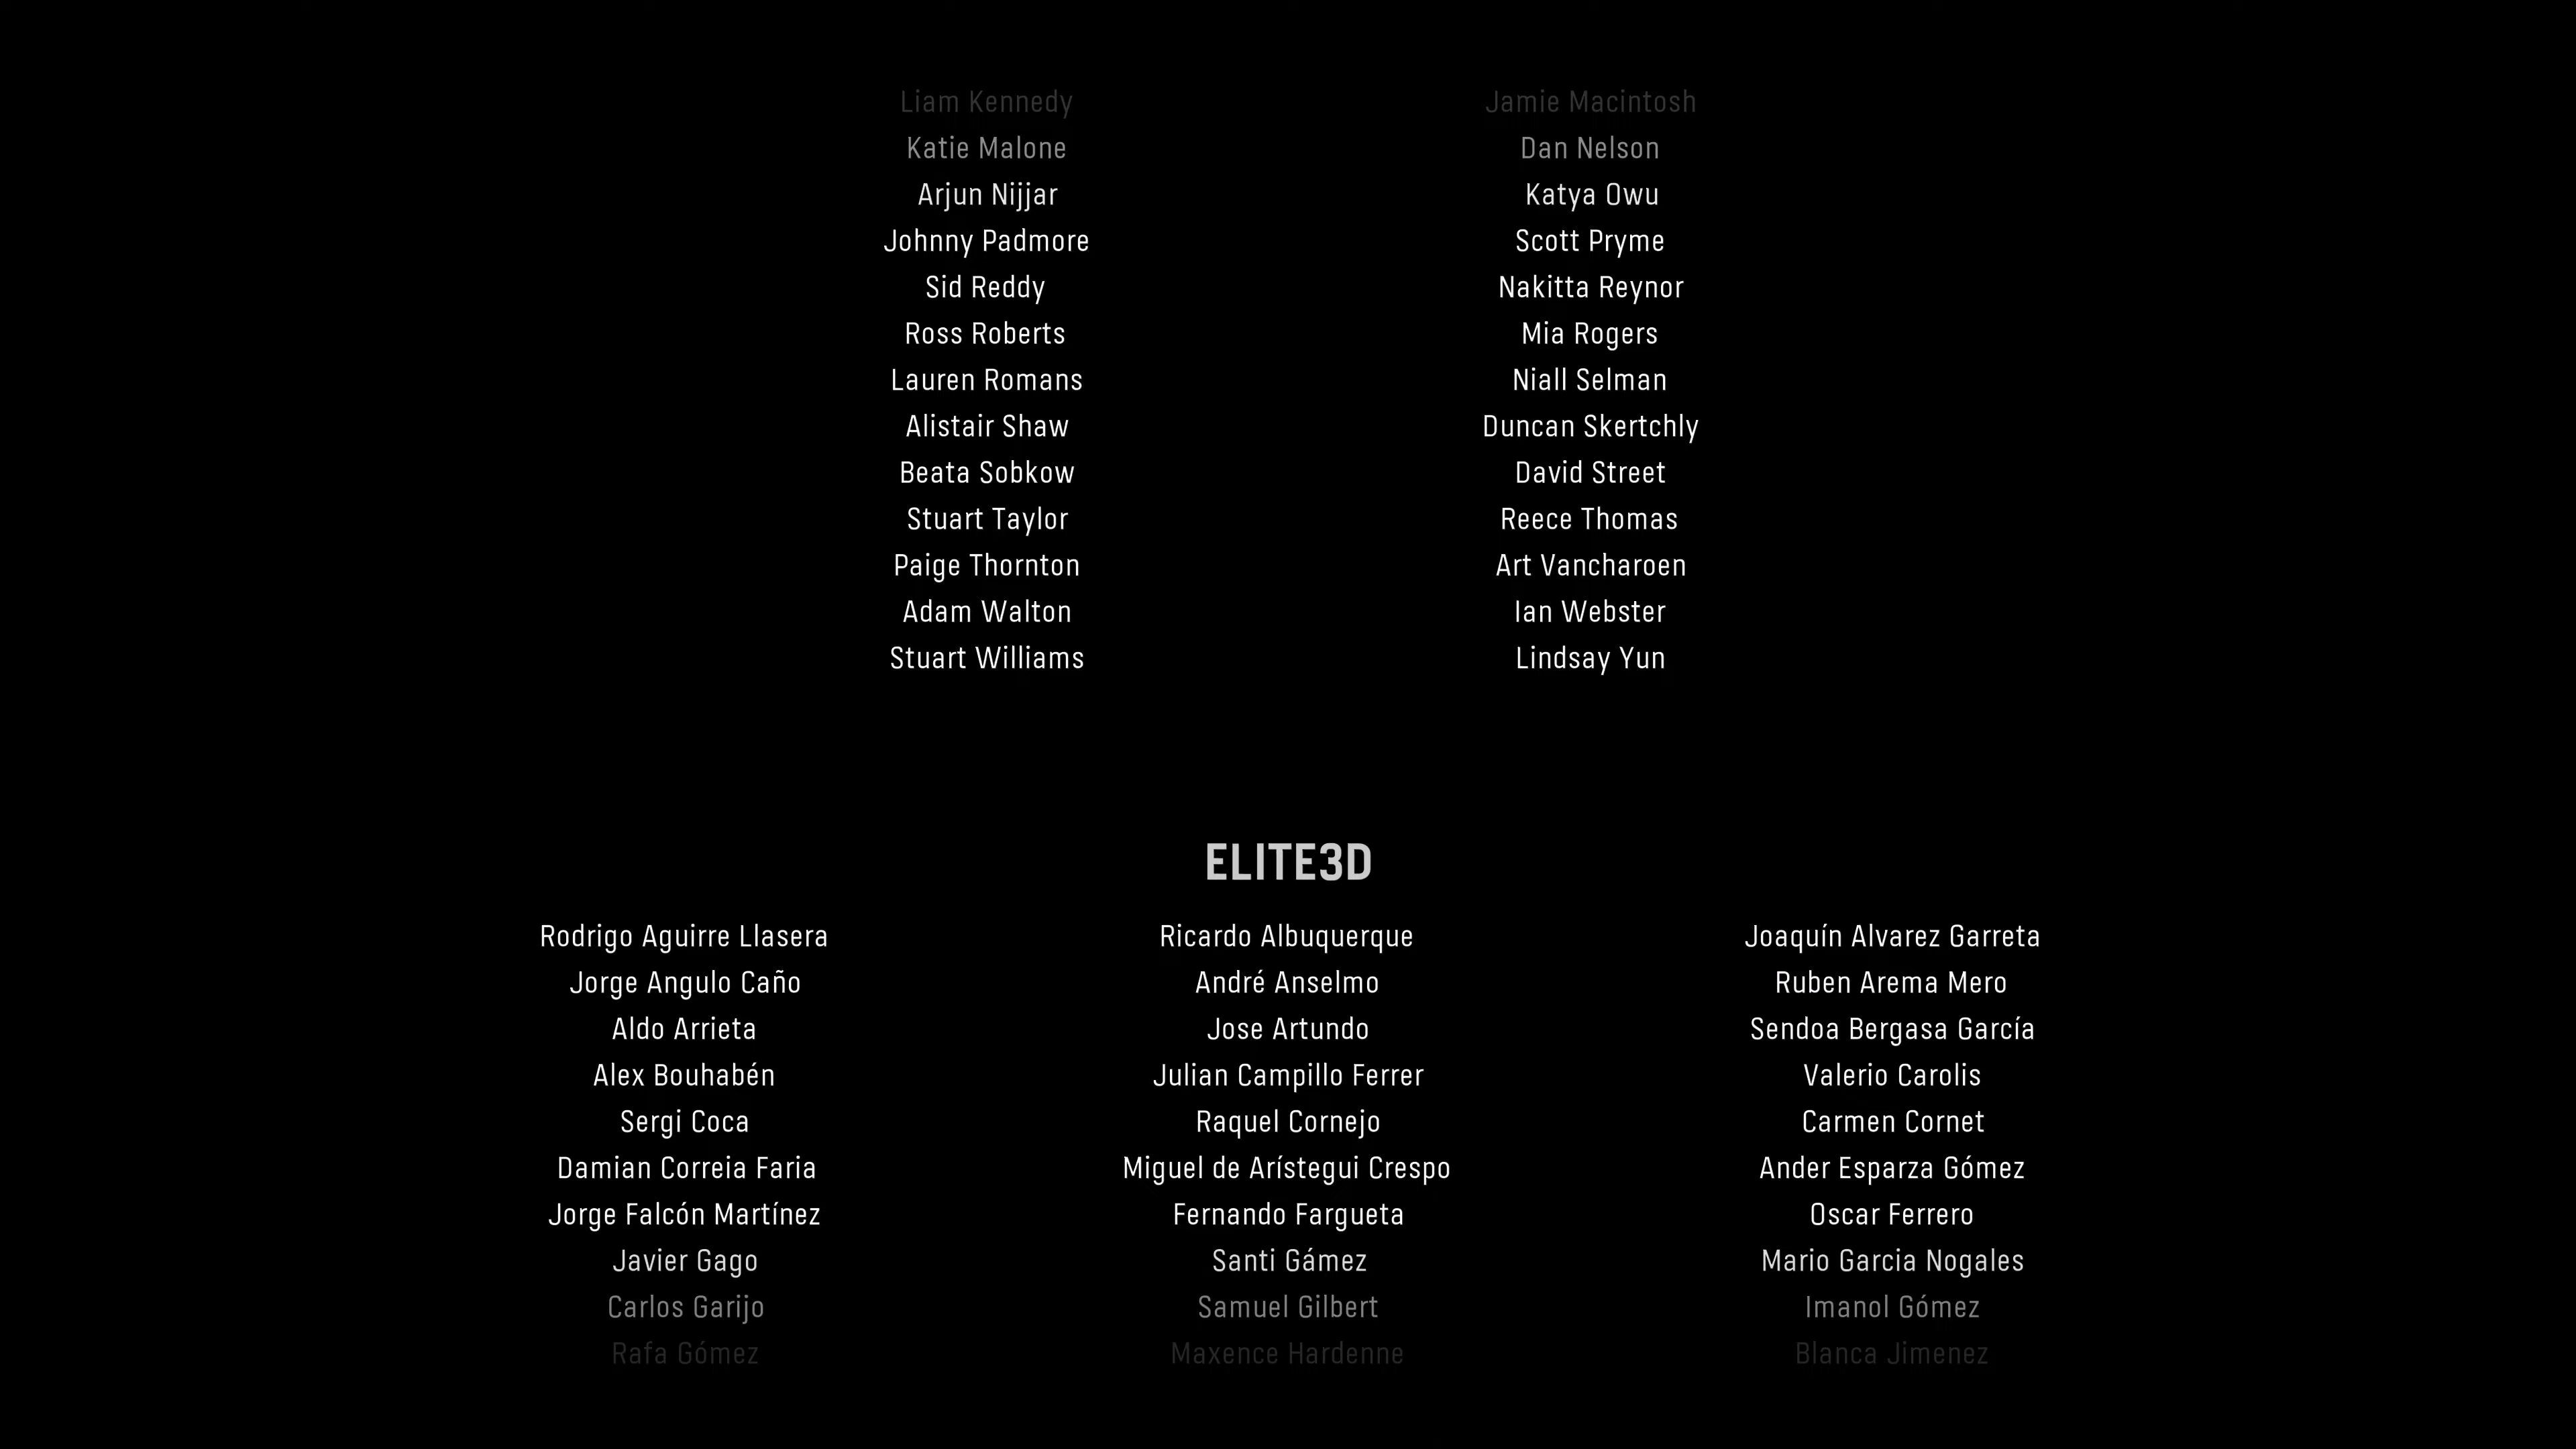 Liam Kennedy Jamie Macintosh
Katie Malone Dan Nelson
Arjun Nijjar Katya Owu
Johnny Padmore Scott Pryme
Sid Reddy Nakitta Reynor
Ross Roberts Mia Rogers
Lauren Romans Niall Selman
Alistair Shaw Duncan Skertchly
Beata Sobkow David Street
Stuart Taylor Reece Thomas
Paige Thornton Art Vancharoen
Adam Walton Ian Webster
Stuart Williams Lindsay Yun
ELITE3D
Rodrigo Aguirre Llasera Ricardo Albuquerque Joaquín Alvarez Garreta
Jorge Angulo Caño André Anselmo Ruben Arema Mero
Aldo Arrieta Jose Artundo Sendoa Bergasa García
Alex Bouhabén Julian Campillo Ferrer Valerio Carolis
Sergi Coca Raquel Cornejo Carmen Cornet
Damian Correia Faria Miguel de Arístegui Crespo Ander Esparza Gómez
Jorge Falcón Martínez Fernando Fargueta Oscar Ferrero
Javier Gago Santi Gámez Mario Garcia Nogales
Carlos Garijo Samuel Gilbert Imanol Gómez
Rafa Gómez Maxence Hardenne Blanca Jimenez